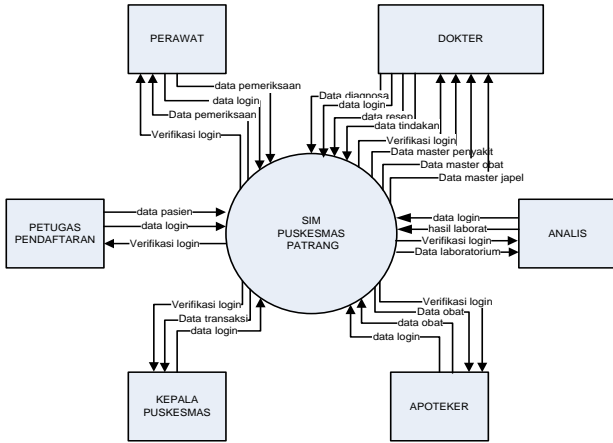 PERAWAT
DOKTER
data pemeriksaan
data login
Data pemeriksaan
Verifikasi login
Data diagnosa
data login
data resep
data tindakan
Verifikasi login
Data master penyakit
Data master obat
Data master japel
PETUGAS
PENDAFTARAN
data pasien
data login
Verifikasi login
SIM
PUSKESMAS
PATRANG
data login
hasil laborat
Verifikasi login
Data laboratorium
ANALIS
Verifikasi login
Data transaksi
data login
Verifikasi login
Data obat
data obat
data login
KEPALA
PUSKESMAS
APOTEKER